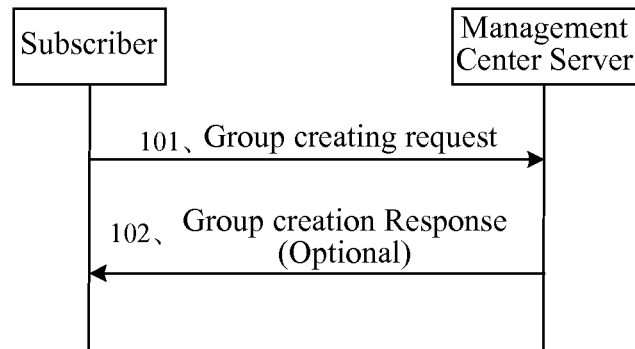 Subscriber
Management
Center Server
101、Group creating request
102、Group creation Response
(Optional)